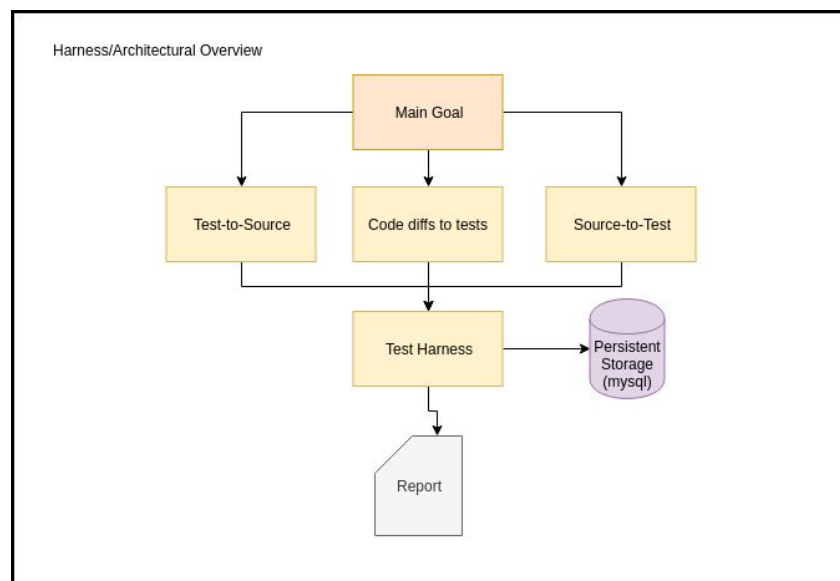 Harness/Architectural Overview
Main Goal
Test-to-Source
Code diffs to tests
Source-to-Test
Test Harness
Persistent
Storage
(mysql)
Report